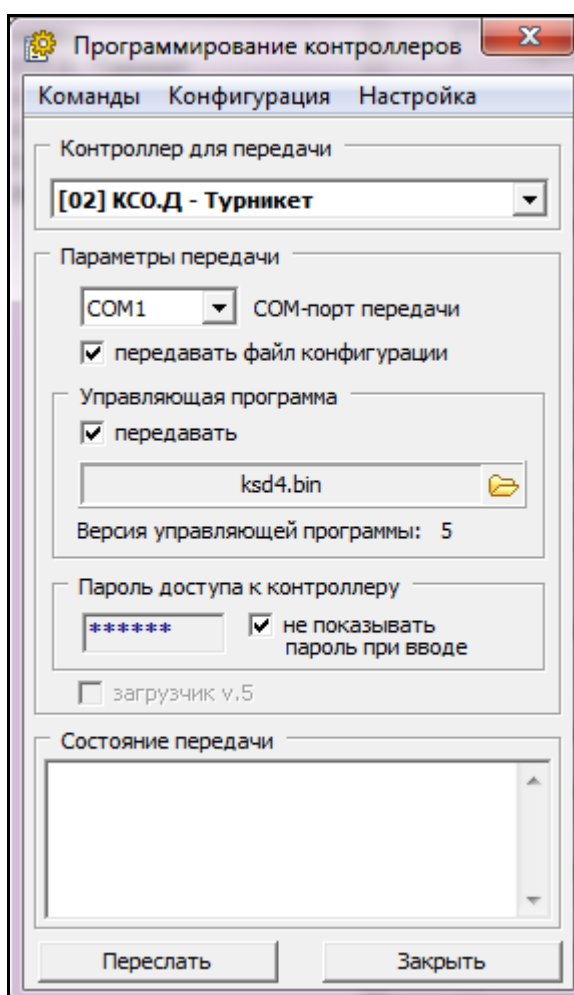 Программирование контроллеров
Команды Конфигурация Настройка
Контроллер для передачи
[02] КСО.Д - Турникет
Параметры передачи
COM1 COM-порт передачи
передавать файл конфигурации
Управляющая программа
передавать
ksd4.bin
Версия управляющей программы: 5
Пароль доступа к контроллеру
****** не показывать
пароль при вводе
загрузчик v.5
Состояние передачи
Переслать Закрыть